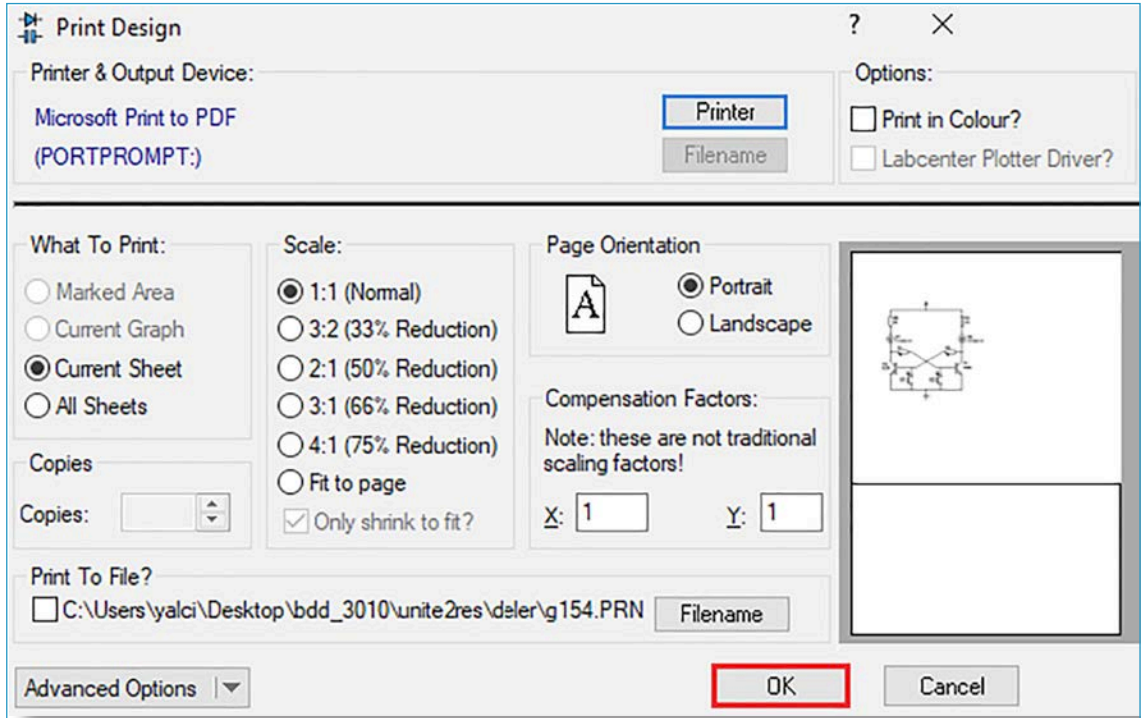 Print Design
?
Printer & Output Device:
Microsoft Print to PDF
(PORTPROMPT:)
Printer
Filename
Options:
Print in Colour?
Labcenter Plotter Driver?
What To Print:
Marked Area
Current Graph
Current Sheet
All Sheets
Copies
Copies:
Scale:
1:1 (Normal)
3:2 (33% Reduction)
2:1 (50% Reduction)
3:1 (66% Reduction)
4:1 (75% Reduction)
Fit to page
Only shrink to fit?
Page Orientation
A
Portrait
Landscape
Compensation Factors:
Note: these are not traditional
scaling factors!
X: 1
Y: 1
Print To File?
C:\Users\yalci\Desktop\bdd_3010\unite2res\deler\g154.PRN
Filename
Advanced Options
OK
Cancel